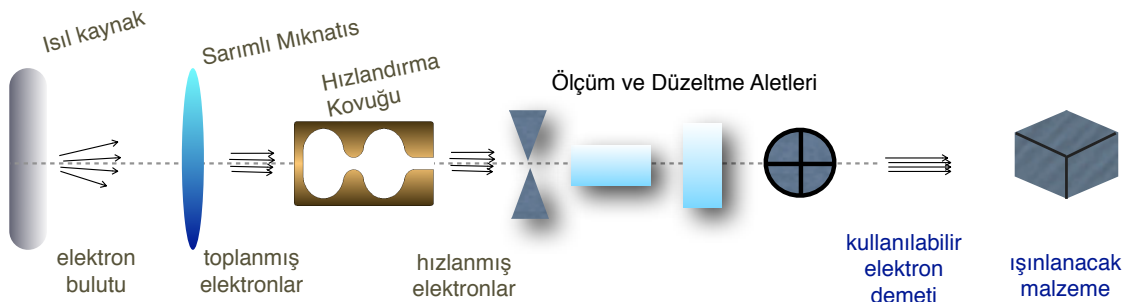 Isıl kaynak
Sarımlı Mıknatıs
Hızlandırma
Kovuğu
Ölçüm ve Düzeltme Aletleri
elektron
bulutu
toplanmış
elektronlar
hızlanmış
elektronlar
kullanılabilir
elektron
demeti
ışınlanacak
malzeme